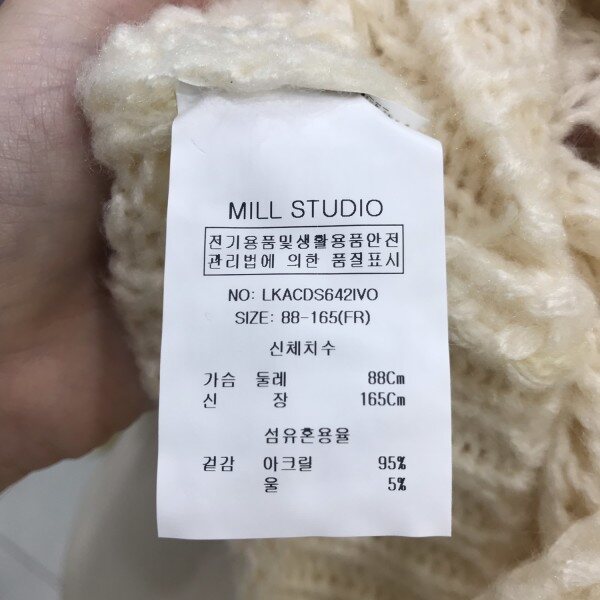 MILL STUDIO
전기용품및생활용품안전
관리법에 의한 품질표시
NO: LKACDS642IVO
SIZE: 88-165(FR)
신체치수
가슴 둘레 88Cm
신 장 165Cm
섬유혼용율
겉감 아크릴 95%
울 5%